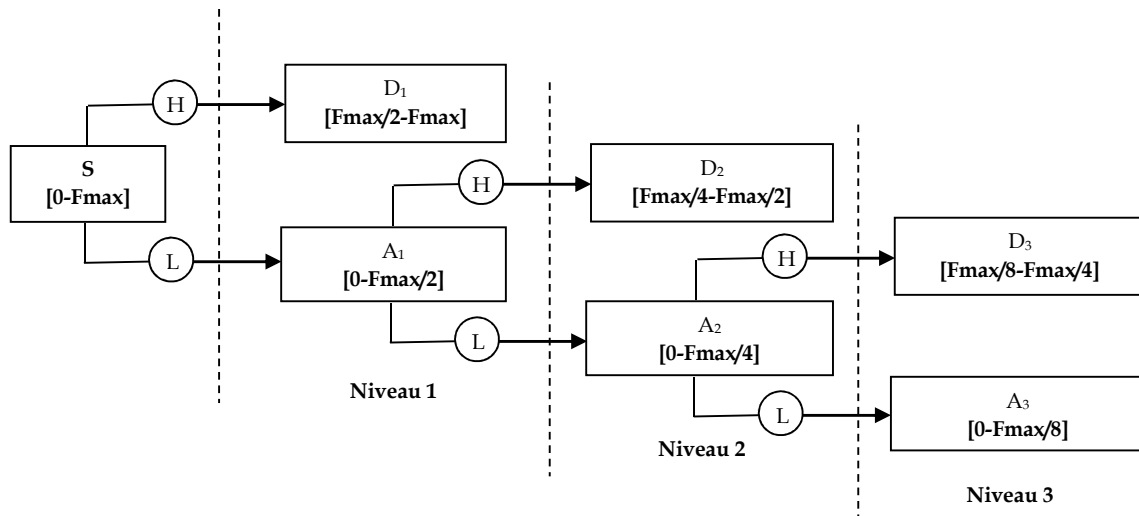 H
D₁
[Fmax/2-Fmax]
S
[0-Fmax]
L
H
D₂
[Fmax/4-Fmax/2]
A₁
[0-Fmax/2]
L
Niveau 1
H
D₃
[Fmax/8-Fmax/4]
A₂
[0-Fmax/4]
L
Niveau 2
A₃
[0-Fmax/8]
Niveau 3